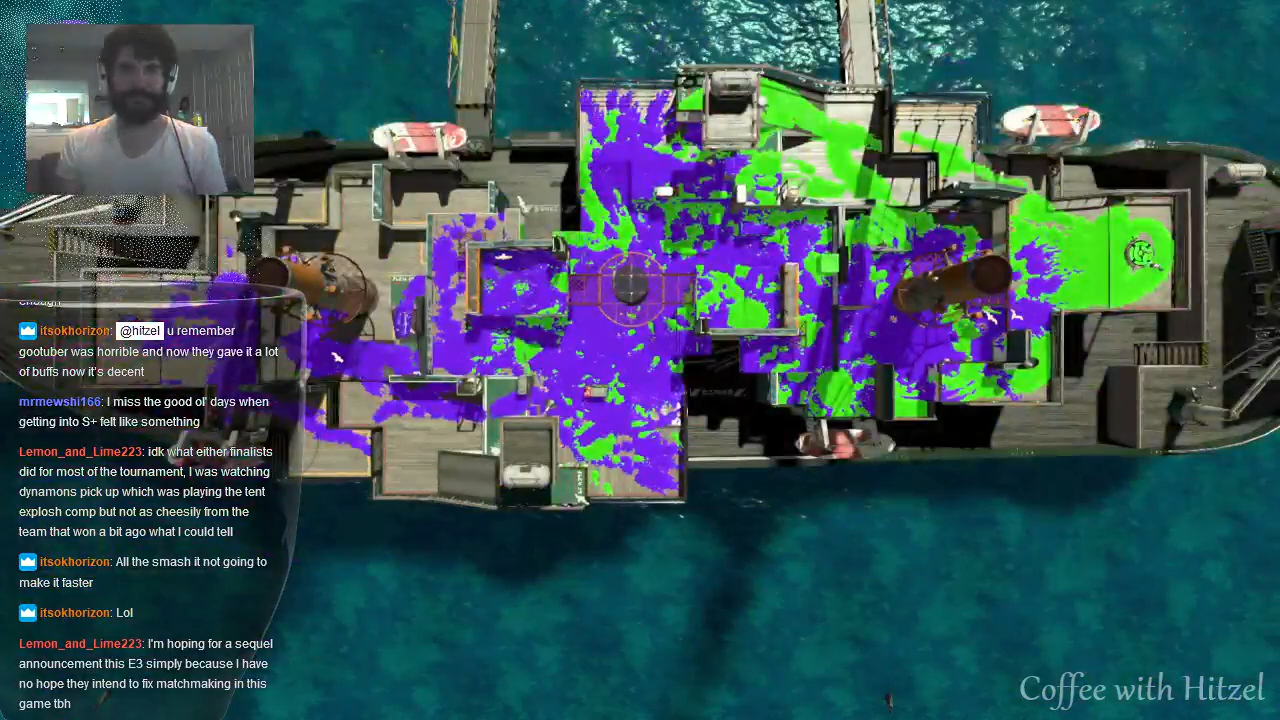 enough
itsokhorizon: @hitzel u remember
gootuber was horrible and now they gave it a lot
of buffs now it's decent
mrmewshi166: I miss the good ol' days when
getting into S+ felt like something
Lemon_and_Lime223: idk what either finalists
did for most of the tournament, I was watching
dynamons pick up which was playing the tent
explosh comp but not as cheesily from the
team that won a bit ago what I could tell
itsokhorizon: All the smash it not going to
make it faster
itsokhorizon: Lol
Lemon_and_Lime223: I'm hoping for a sequel
announcement this E3 simply because I have
no hope they intend to fix matchmaking in this
game tbh
Coffee with Hitzel